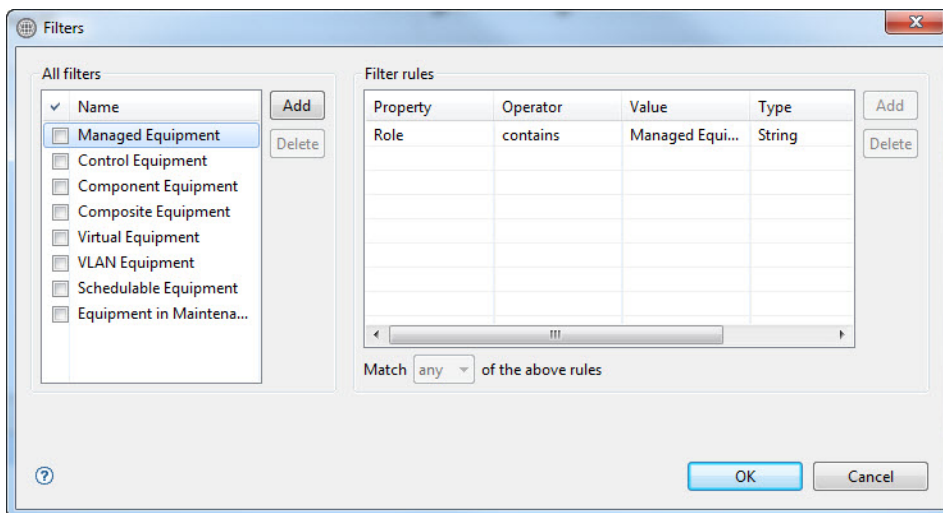 Filters
All filters
Name
Managed Equipment
Control Equipment
Component Equipment
Composite Equipment
Virtual Equipment
VLAN Equipment
Schedulable Equipment
Equipment in Maintena...
Add
Delete
Filter rules
Property Operator Value Type
Role contains Managed Equi... String
Add
Delete
Match any of the above rules
?
OK Cancel